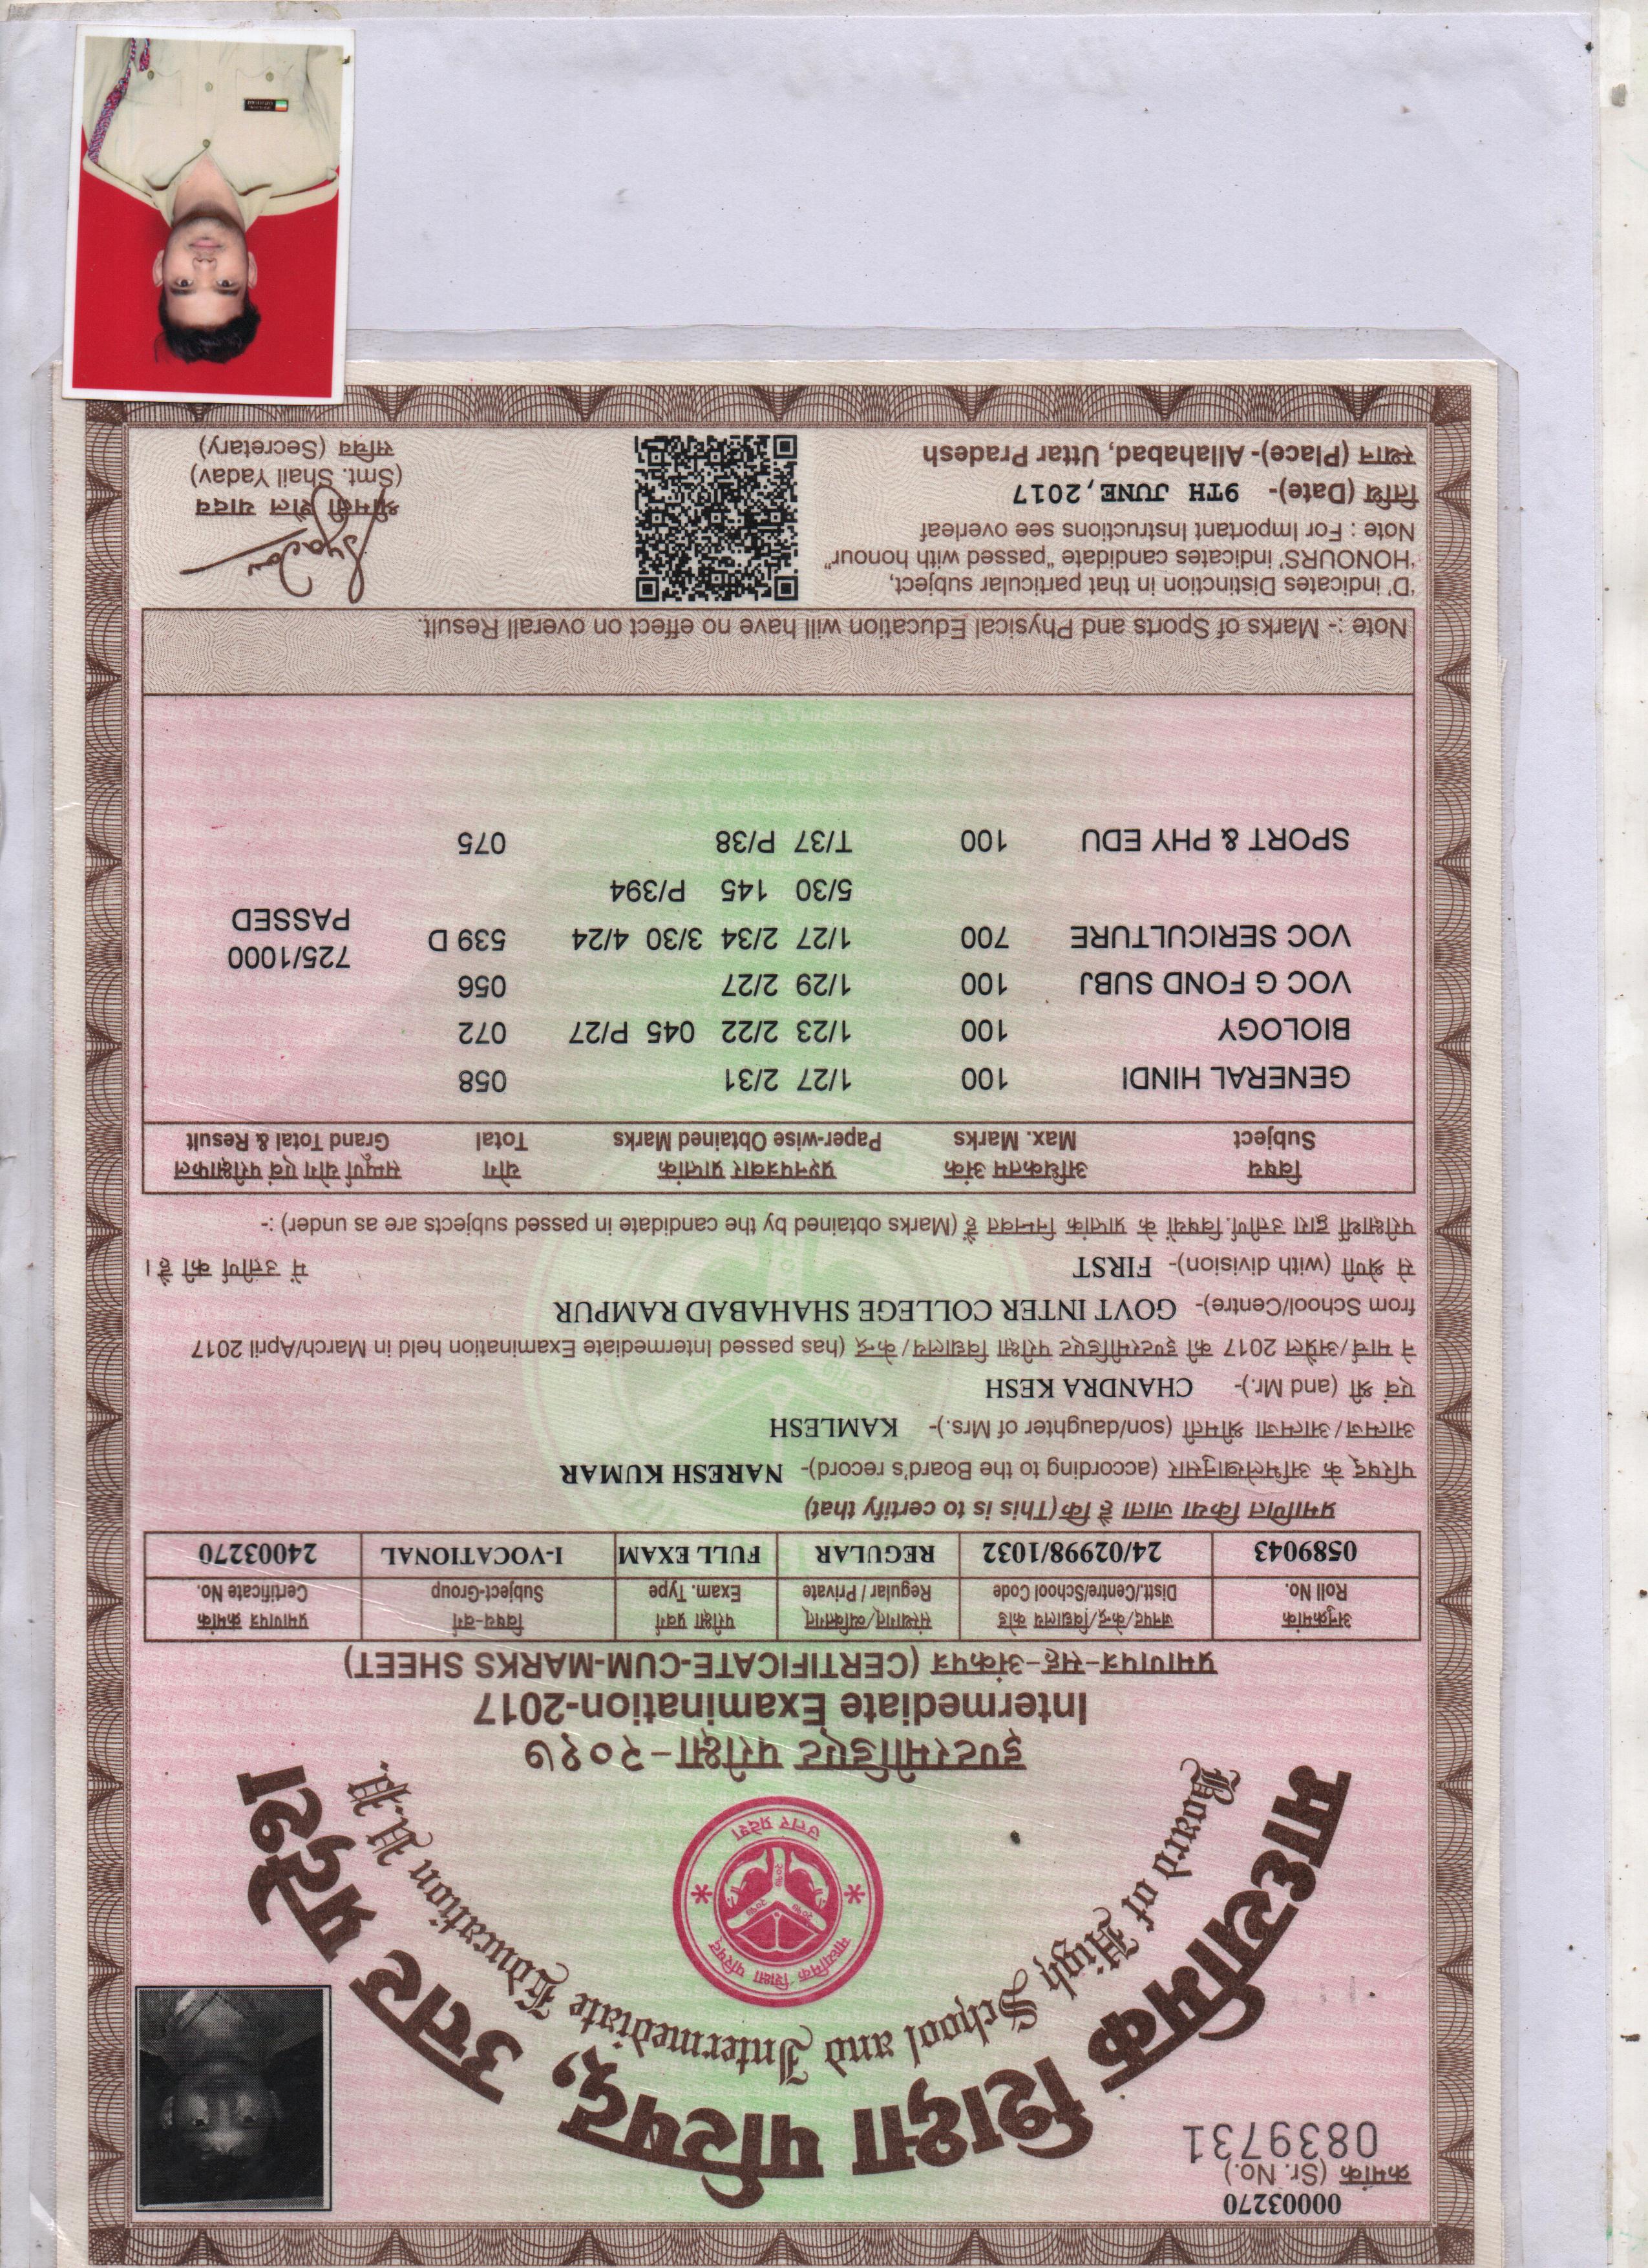 00003270
क्रमांक (Sr. No.)
0839731
माध्यमिक शिक्षा परिषद्, उत्तर प्रदेश
Board of High School and Intermediate Education U.P.
माध्यमिक शिक्षा परिषद्
उत्तर प्रदेश
इण्टरमीडिएट परीक्षा-२०१७
Intermediate Examination-2017
प्रमाणपत्र-सह-अंकपत्र (CERTIFICATE-CUM-MARKS SHEET)
अनुक्रमांक जनपद/केन्द्र/विद्यालय कोड संस्थागत/व्यक्तिगत परीक्षा प्रवर्ग विषय-वर्ग प्रमाणपत्र क्रमांक
Roll No. Distt./Centre/School Code Regular / Private Exam. Type Subject-Group Certificate No.
0589043 24/02998/1032 REGULAR FULL EXAM I-VOCATIONAL 24003270
प्रमाणित किया जाता है कि (This is to certify that)
परिषद् के अभिलेखानुसार (according to the Board's record)- NARESH KUMAR
आत्मज/आत्मजा श्रीमती (son/daughter of Mrs.)- KAMLESH
एवं श्री (and Mr.)- CHANDRA KESH
ने मार्च/अप्रैल 2017 की इण्टरमीडिएट परीक्षा विद्यालय/केन्द्र (has passed Intermediate Examination held in March/April 2017
from School/Centre)- GOVT INTER COLLEGE SHAHABAD RAMPUR
से श्रेणी (with division)- FIRST में उत्तीर्ण की है।
परीक्षार्थी द्वारा उत्तीर्ण विषयों के प्राप्तांक निम्नवत हैं (Marks obtained by the candidate in passed subjects are as under) :-
विषय अधिकतम अंक प्रश्नपत्रवार प्राप्तांक योग सम्पूर्ण योग एवं परीक्षाफल
Subject Max. Marks Paper-wise Obtained Marks Total Grand Total & Result
GENERAL HINDI 100 1/27 2/31 058
BIOLOGY 100 1/23 2/22 045 P/27 072
VOC G FOND SUBJ 100 1/29 2/27 056
725/1000
VOC SERICULTURE 700 1/27 2/34 3/30 4/24 539 D
PASSED
5/30 145 P/394
SPORT & PHY EDU 100 T/37 P/38 075
Note :- Marks of Sports and Physical Education will have no effect on overall Result.
'D' indicates Distinction in that particular subject,
'HONOURS' indicates candidate "passed with honour"
Note : For Important Instructions see overleaf
तिथि (Date)- 9TH JUNE,2017
स्थान (Place)- Allahabad, Uttar Pradesh
श्रीमती शैल यादव
(Smt. Shail Yadav)
सचिव (Secretary)